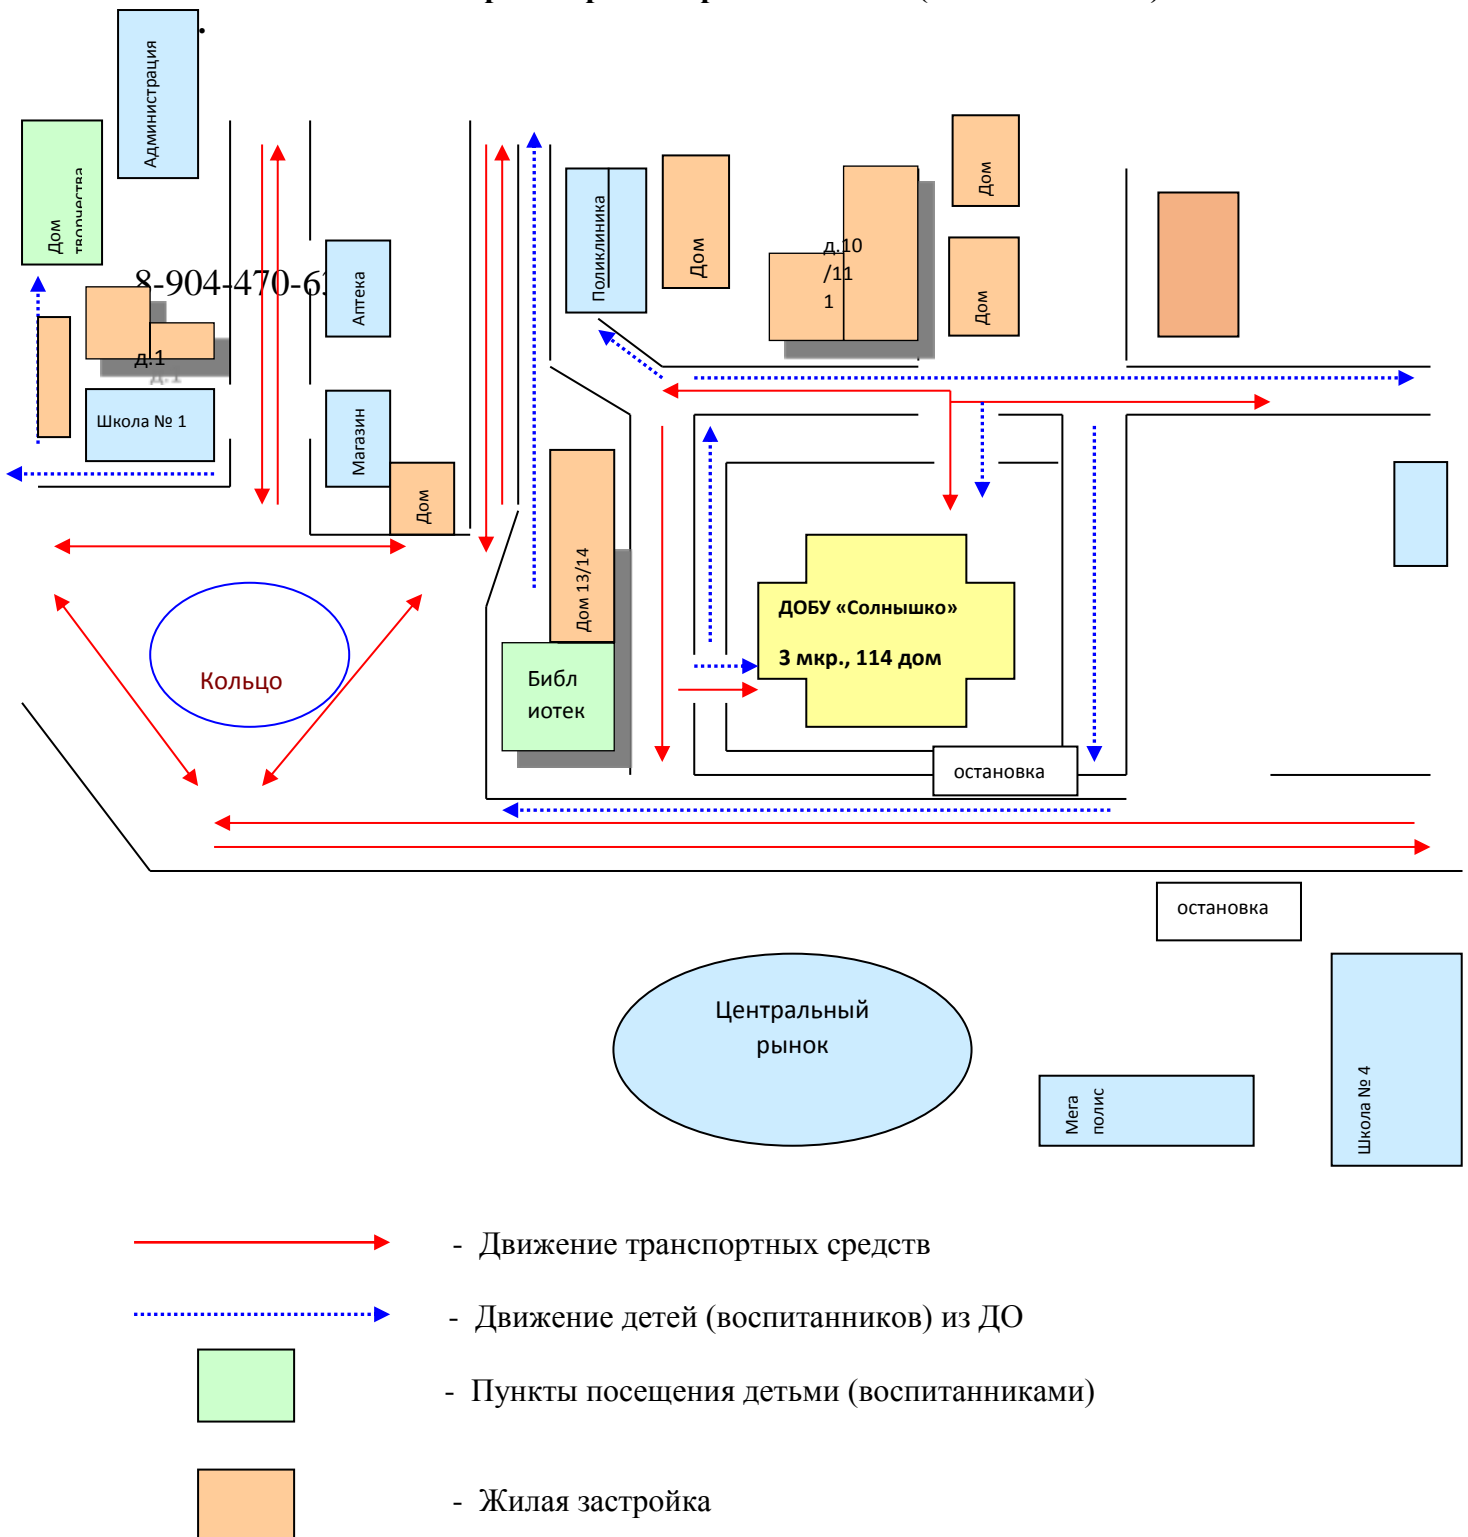 Администрация
Дом
творчества
8-904-470-6
д.1
Школа № 1
Аптека
Магазин
Дом
Поликлиника
Дом
д.10
/11
1
Дом
Дом
Дом 13/14
Библ
иотек
Кольцо
ДОБУ «Солнышко»
3 мкр., 114 дом
остановка
остановка
Центральный
рынок
Мега
полис
Школа № 4
- Движение транспортных средств
- Движение детей (воспитанников) из ДО
- Пункты посещения детьми (воспитанниками)
- Жилая застройка